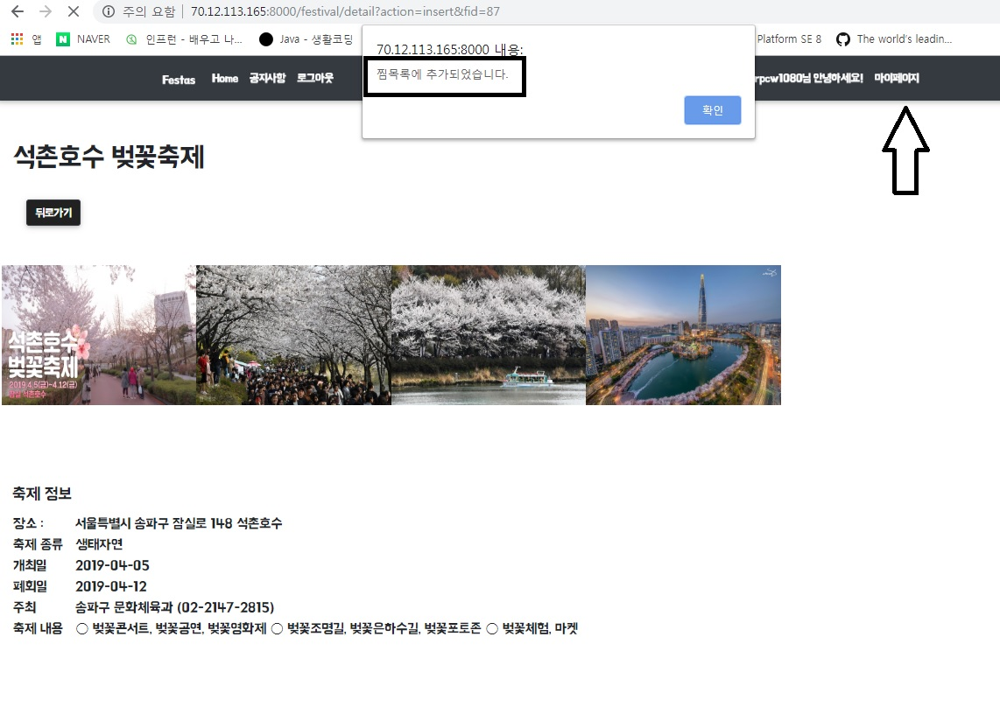 주의 요함 70.12.113.165:8000/festival/detail?action=insert&fid=87
앱 NAVER 인프런 - 배우고 나... Java - 생활코딩 Platform SE 8 The world's leadin...
70.12.113.165:8000 내용:
찜목록에 추가되었습니다.
확인
Festas Home 공지사항 로그아웃 rpcw1080님 안녕하세요! 마이페이지
석촌호수 벚꽃축제
뒤로가기
석촌호수
벚꽃축제
2019.4.5(금)~4.12(금)
잠실 석촌호수
축제 정보
장소 : 서울특별시 송파구 잠실로 148 석촌호수
축제 종류 생태자연
개최일 2019-04-05
폐회일 2019-04-12
주최 송파구 문화체육과 (02-2147-2815)
축제 내용 ○ 벚꽃콘서트, 벚꽃공연, 벚꽃영화제 ○ 벚꽃조명길, 벚꽃은하수길, 벚꽃포토존 ○ 벚꽃체험, 마켓